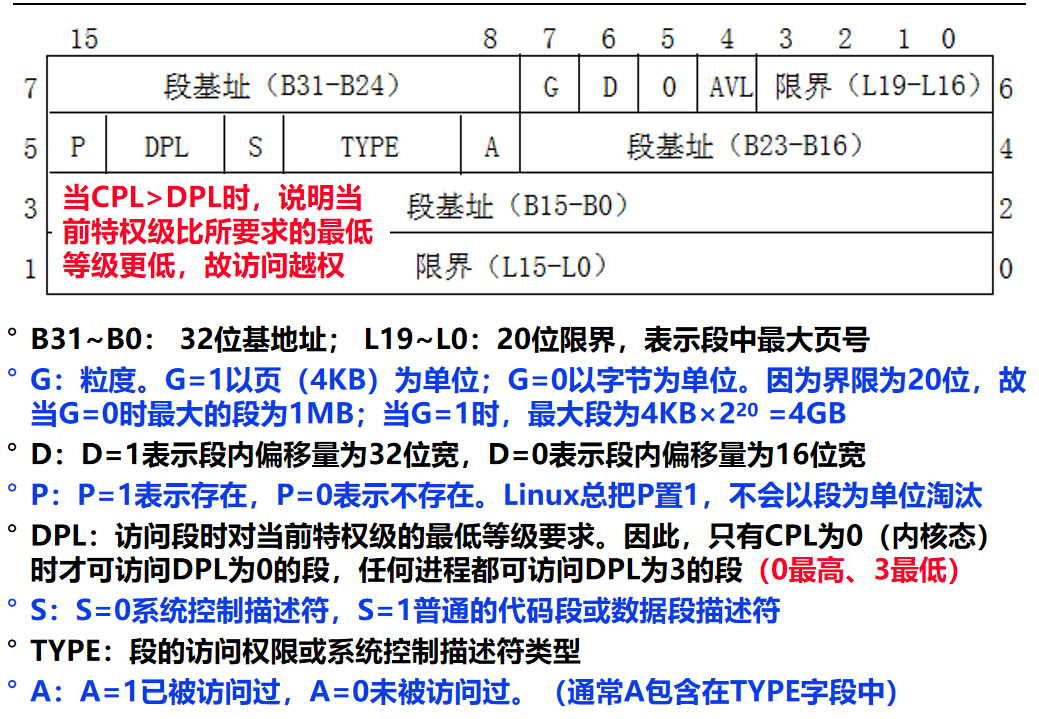 15 8 7 6 5 4 3 2 1 0
7 段基址（B31-B24） G D 0 AVL 限界（L19-L16） 6
5 P DPL S TYPE A 段基址（B23-B16） 4
3 段基址（B15-B0） 2
1 限界（L15-L0） 0
当CPL>DPL时，说明当
前特权级比所要求的最低
等级更低，故访问越权
° B31~B0： 32位基地址； L19~L0：20位限界，表示段中最大页号
° G：粒度。G=1以页（4KB）为单位；G=0以字节为单位。因为界限为20位，故
当G=0时最大的段为1MB；当G=1时，最大段为4KB×2²⁰ =4GB
° D：D=1表示段内偏移量为32位宽，D=0表示段内偏移量为16位宽
° P：P=1表示存在，P=0表示不存在。Linux总把P置1，不会以段为单位淘汰
° DPL：访问段时对当前特权级的最低等级要求。因此，只有CPL为0（内核态）
时才可访问DPL为0的段，任何进程都可访问DPL为3的段（0最高、3最低）
° S：S=0系统控制描述符，S=1普通的代码段或数据段描述符
° TYPE：段的访问权限或系统控制描述符类型
° A：A=1已被访问过，A=0未被访问过。（通常A包含在TYPE字段中）